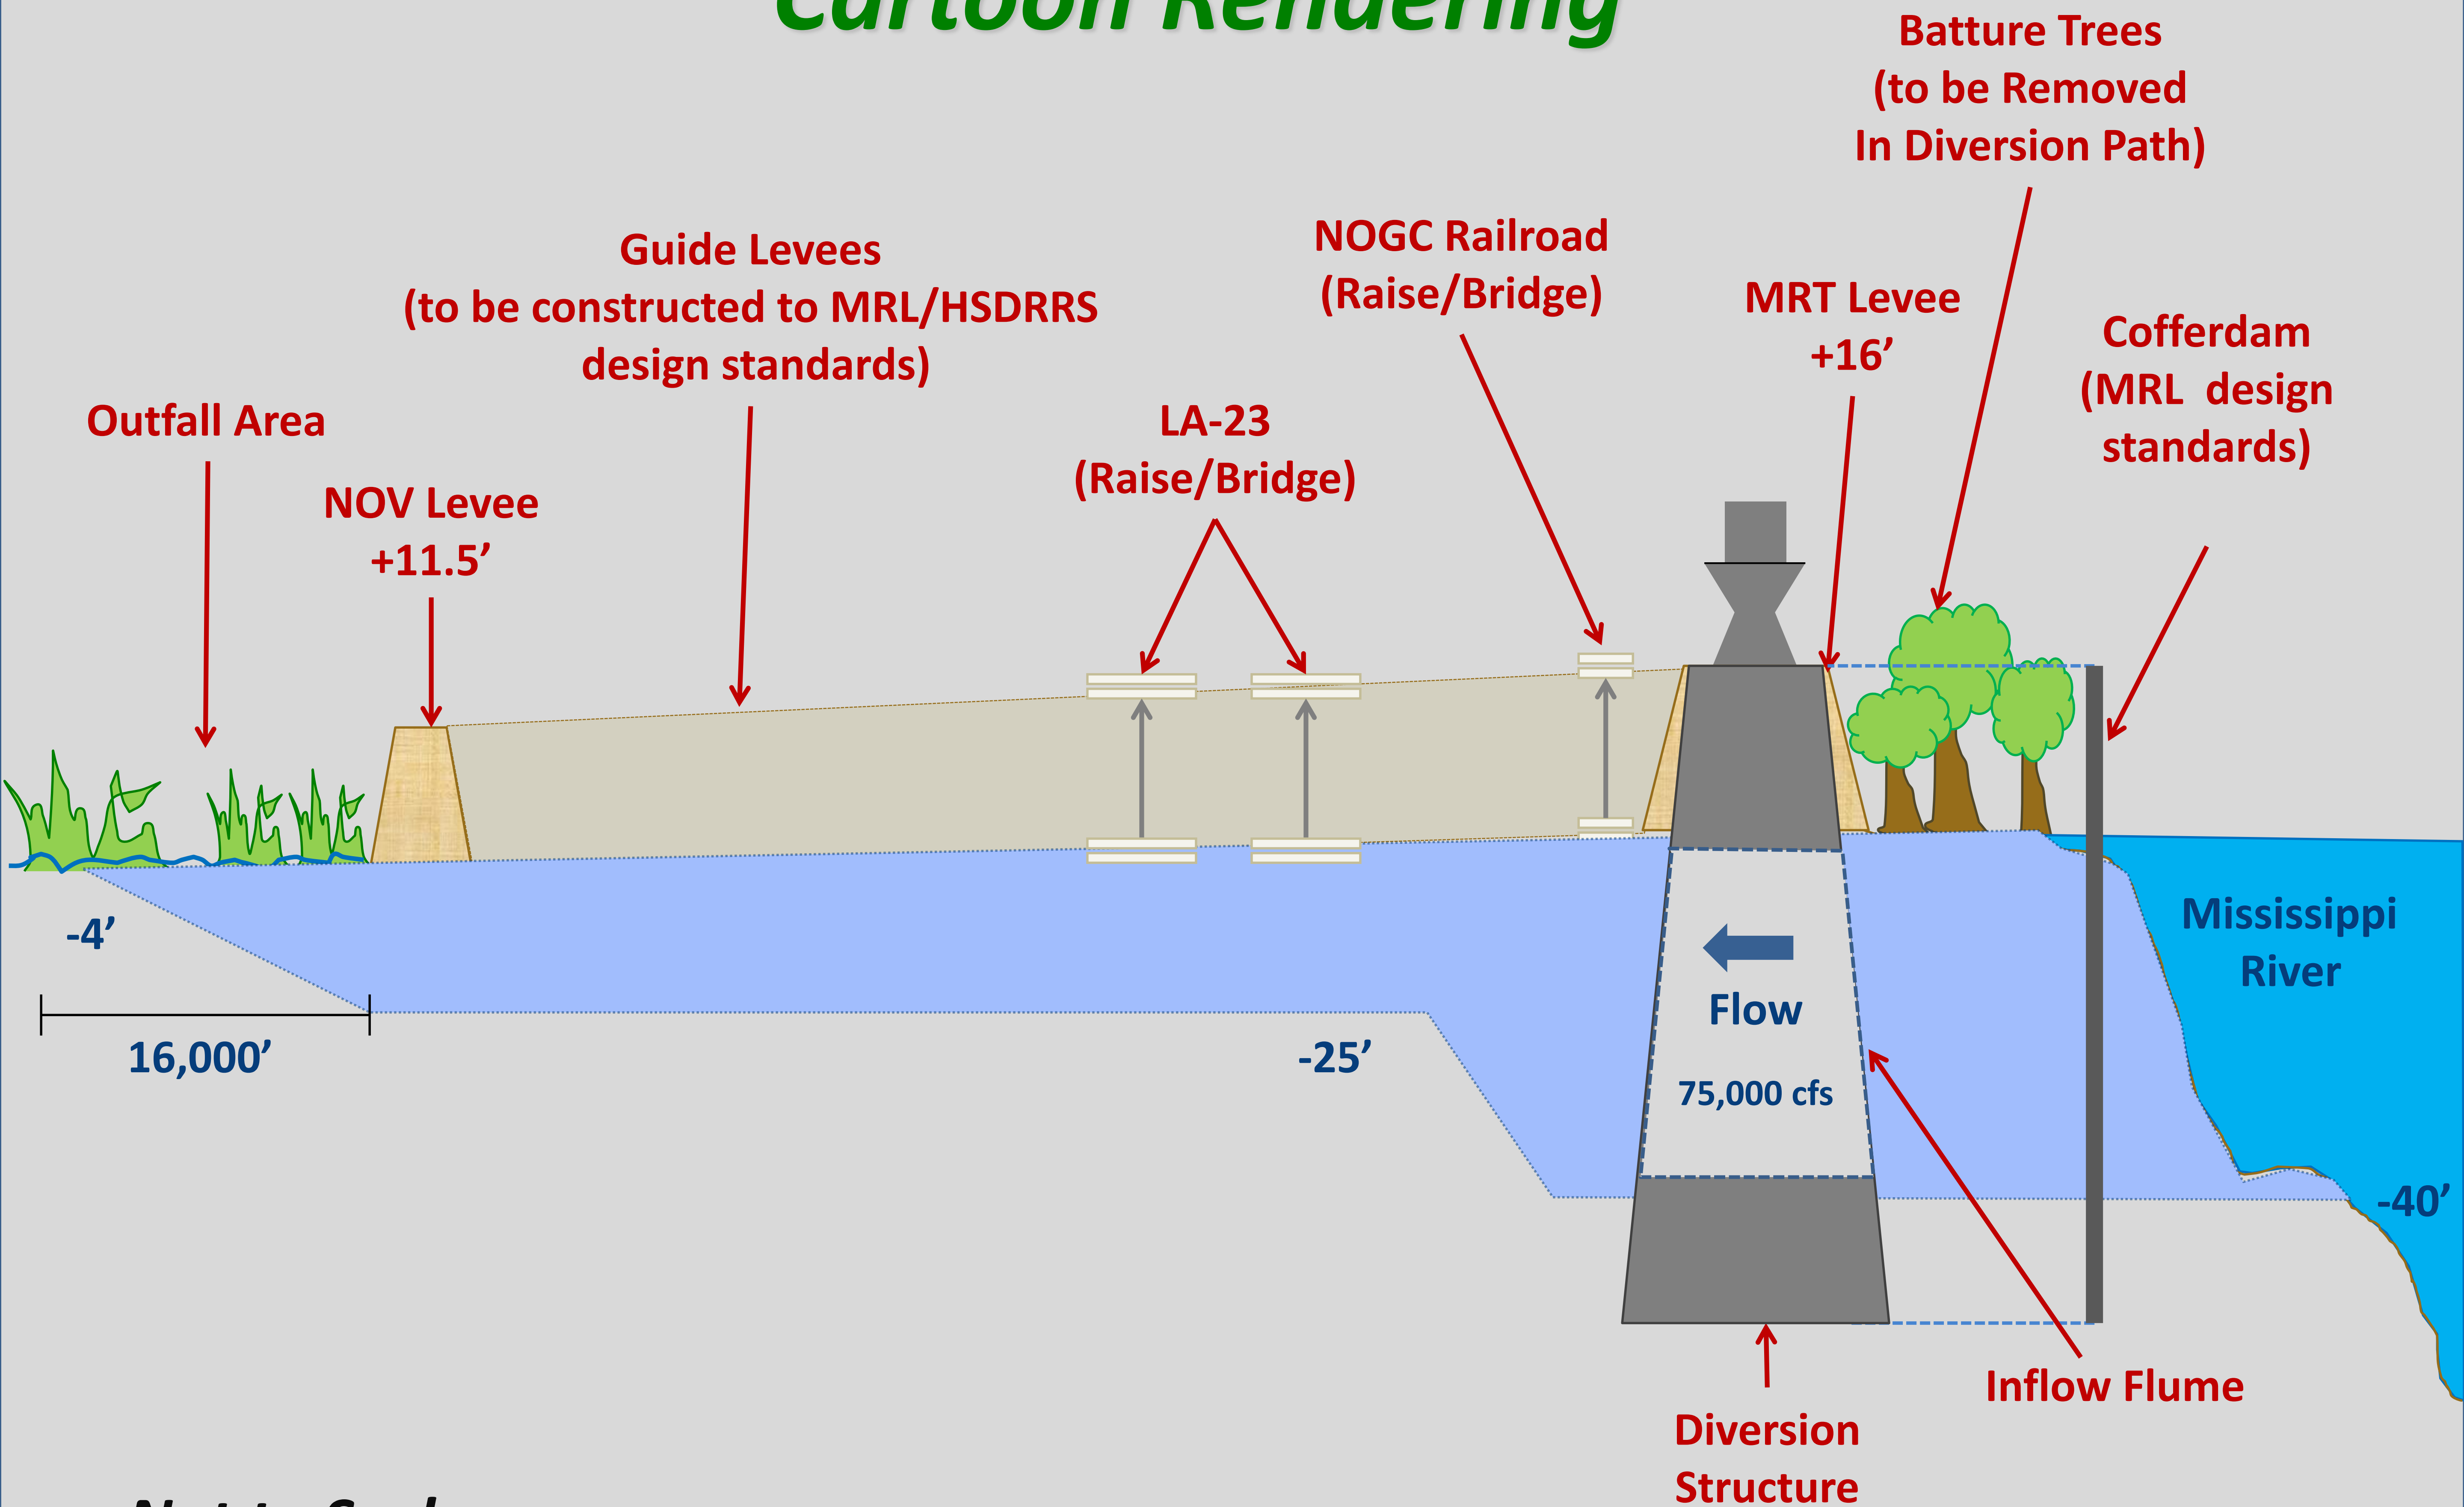 Cartoon Rendering
Batture Trees
(to be Removed
In Diversion Path)
NOGC Railroad
(Raise/Bridge)
Guide Levees
(to be constructed to MRL/HSDRRS
design standards)
MRT Levee
+16’
Cofferdam
(MRL design
standards)
Outfall Area
LA-23
(Raise/Bridge)
NOV Levee
+11.5’
-4’
16,000’
-25’
Flow
75,000 cfs
Mississippi
River
-40’
Inflow Flume
Diversion
Structure
Not to